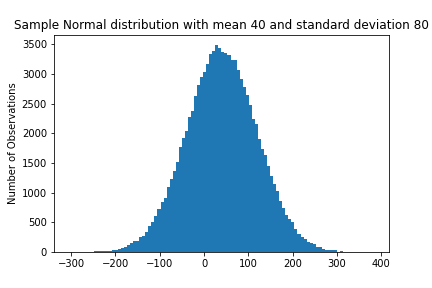 Sample Normal distribution with mean 40 and standard deviation 80
Number of Observations
3500
3000
2500
2000
1500
1000
500
0
−300 −200 −100 0 100 200 300 400